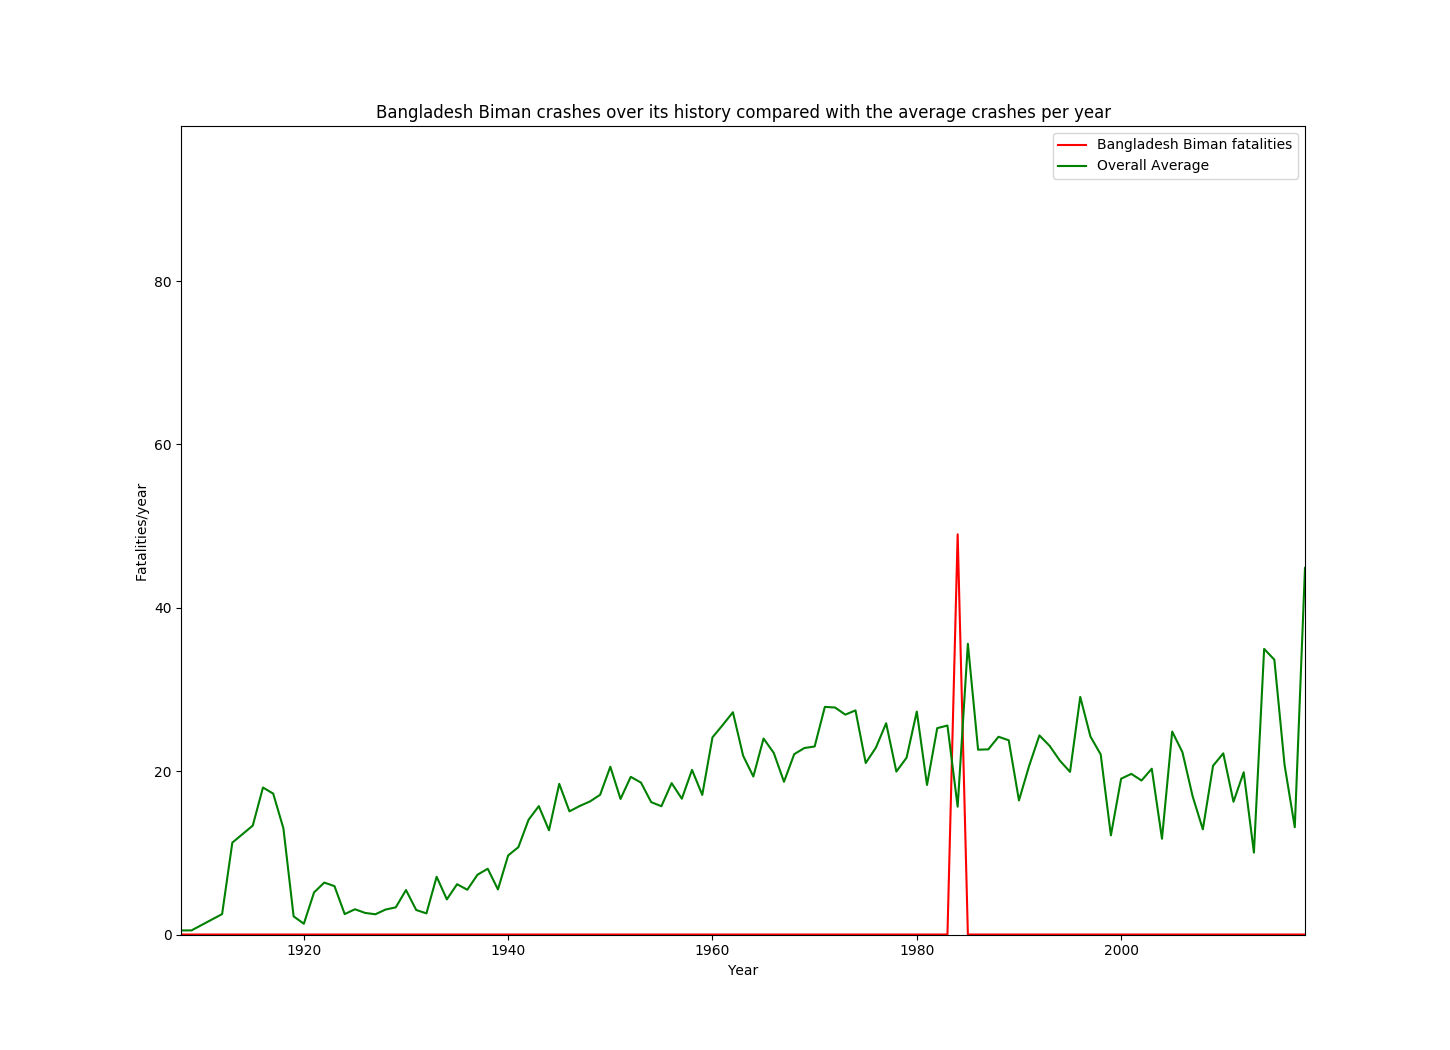 Bangladesh Biman crashes over its history compared with the average crashes per year
Bangladesh Biman fatalities
Overall Average
80
60
40
20
0
Fatalities/year
1920 1940 1960 1980 2000
Year